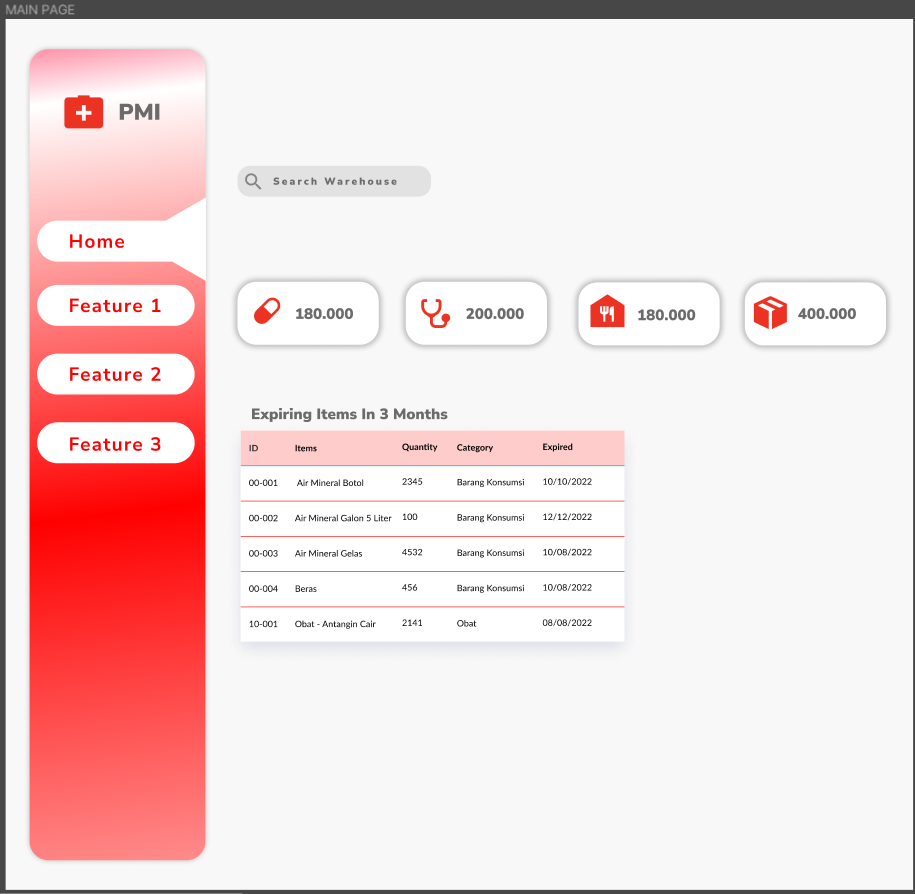 MAIN PAGE
PMI
Search Warehouse
Home
Feature 1
Feature 2
Feature 3
180.000 200.000 180.000 400.000
Expiring Items In 3 Months
ID Items Quantity Category Expired
00-001 Air Mineral Botol 2345 Barang Konsumsi 10/10/2022
00-002 Air Mineral Galon 5 Liter 100 Barang Konsumsi 12/12/2022
00-003 Air Mineral Gelas 4532 Barang Konsumsi 10/08/2022
00-004 Beras 456 Barang Konsumsi 10/08/2022
10-001 Obat - Antangin Cair 2141 Obat 08/08/2022